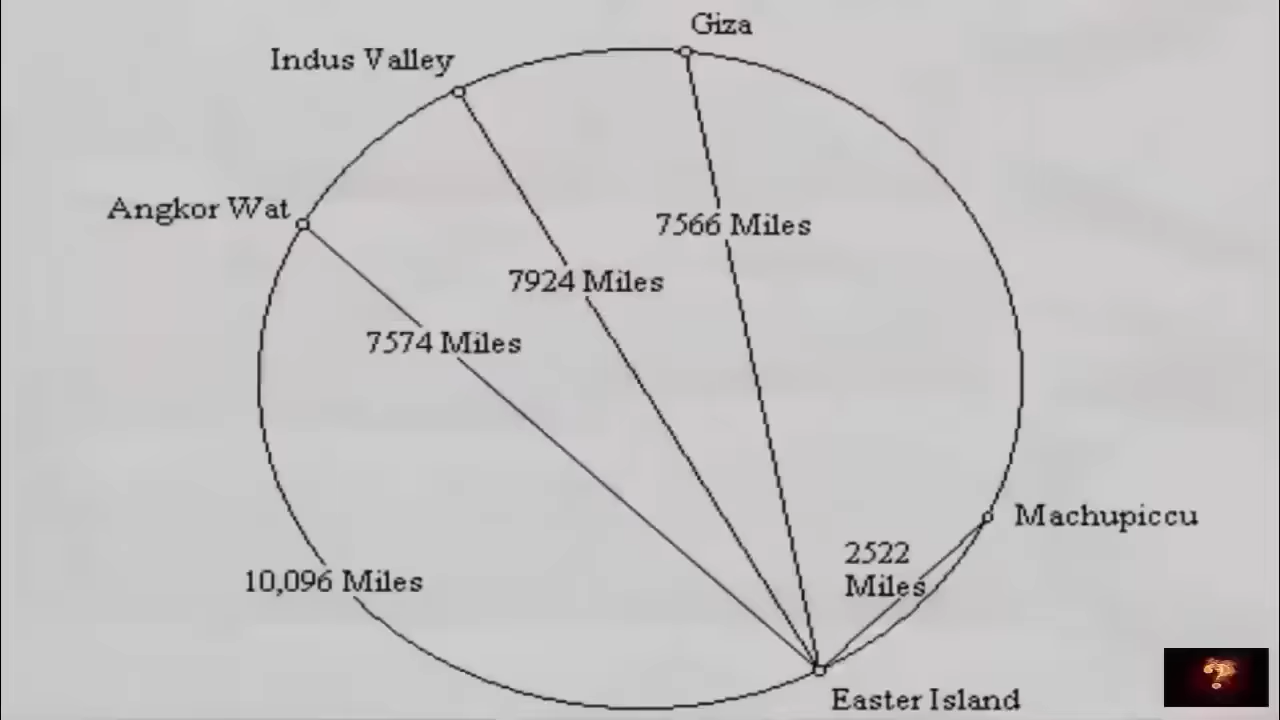 Giza
Indus Valley
Angkor Wat
7566 Miles
7924 Miles
7574 Miles
Machupiccu
2522
Miles
10,096 Miles
Easter Island
?